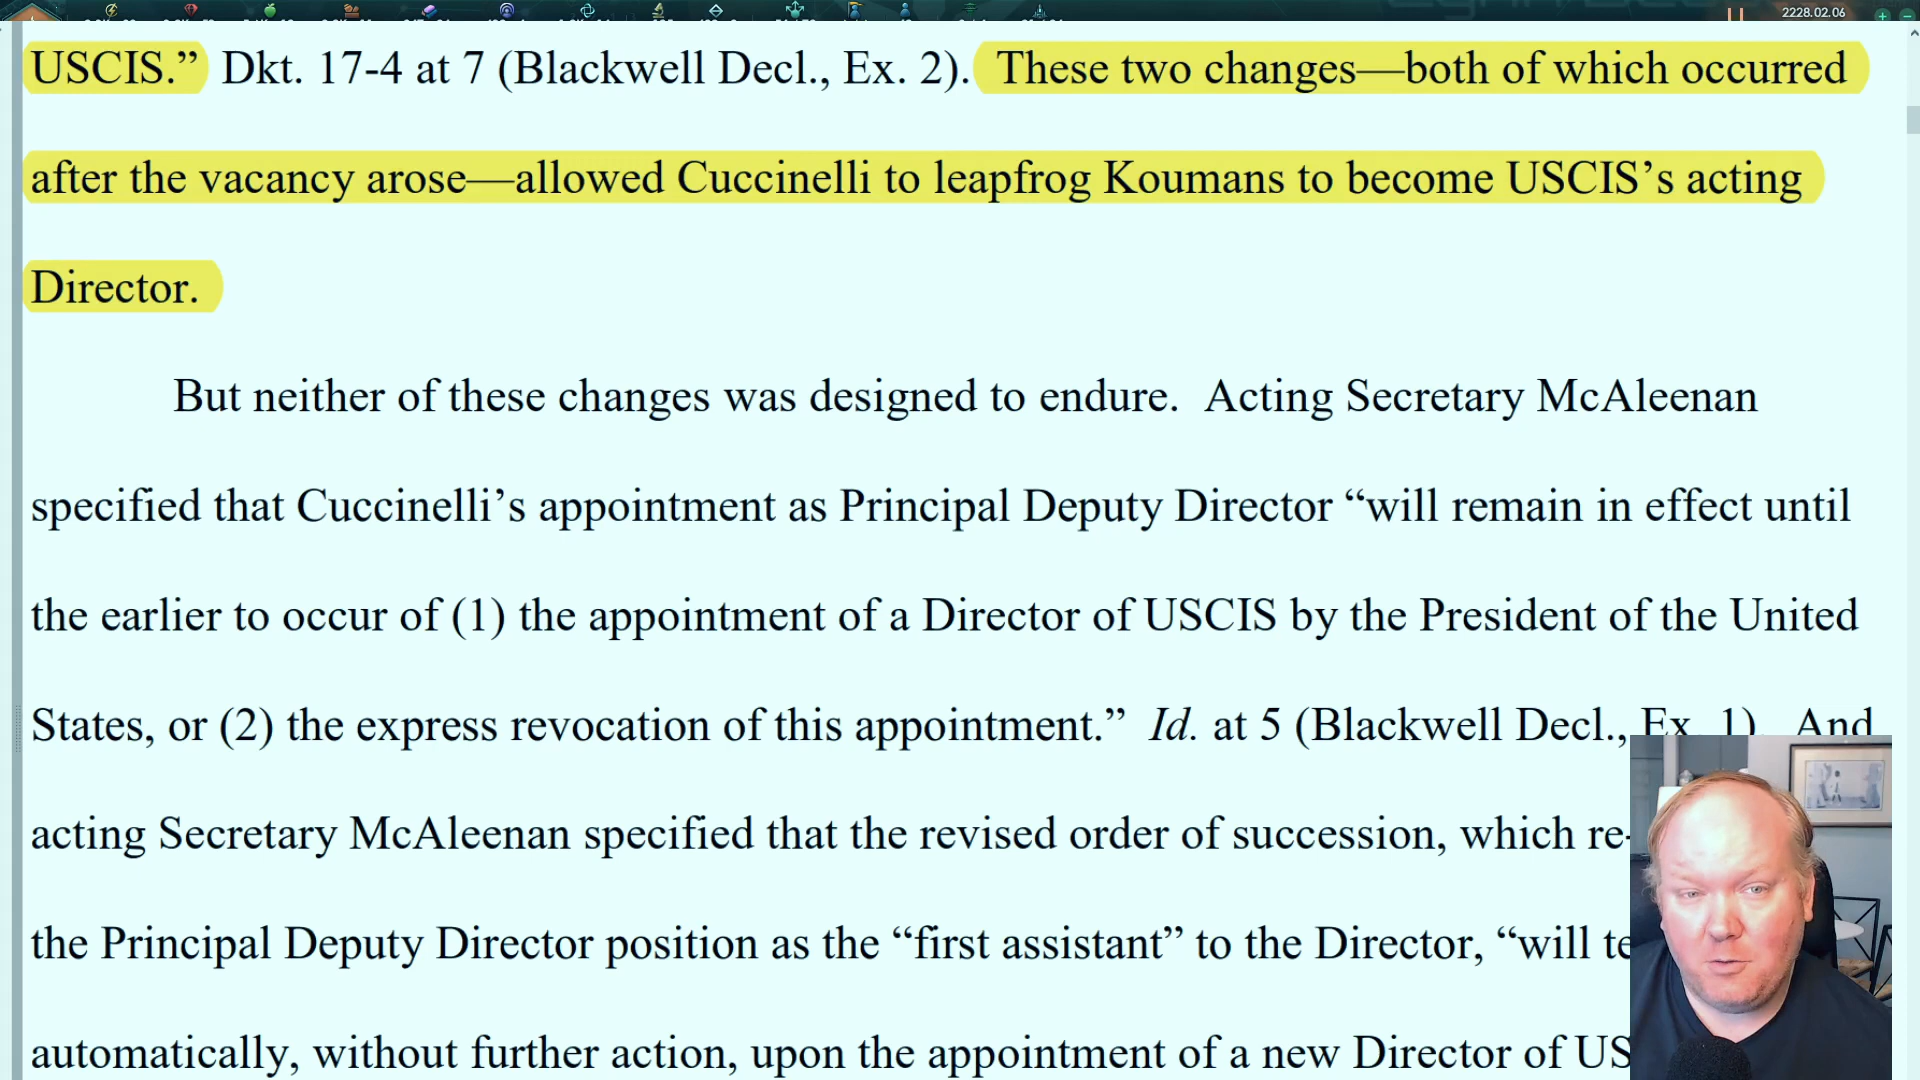 2228.02.06
USCIS.” Dkt. 17-4 at 7 (Blackwell Decl., Ex. 2). These two changes—both of which occurred
after the vacancy arose—allowed Cuccinelli to leapfrog Koumans to become USCIS’s acting
Director.
But neither of these changes was designed to endure. Acting Secretary McAleenan
specified that Cuccinelli’s appointment as Principal Deputy Director “will remain in effect until
the earlier to occur of (1) the appointment of a Director of USCIS by the President of the United
States, or (2) the express revocation of this appointment.” Id. at 5 (Blackwell Decl., Ex. 1). And
acting Secretary McAleenan specified that the revised order of succession, which re-
the Principal Deputy Director position as the “first assistant” to the Director, “will te
automatically, without further action, upon the appointment of a new Director of US